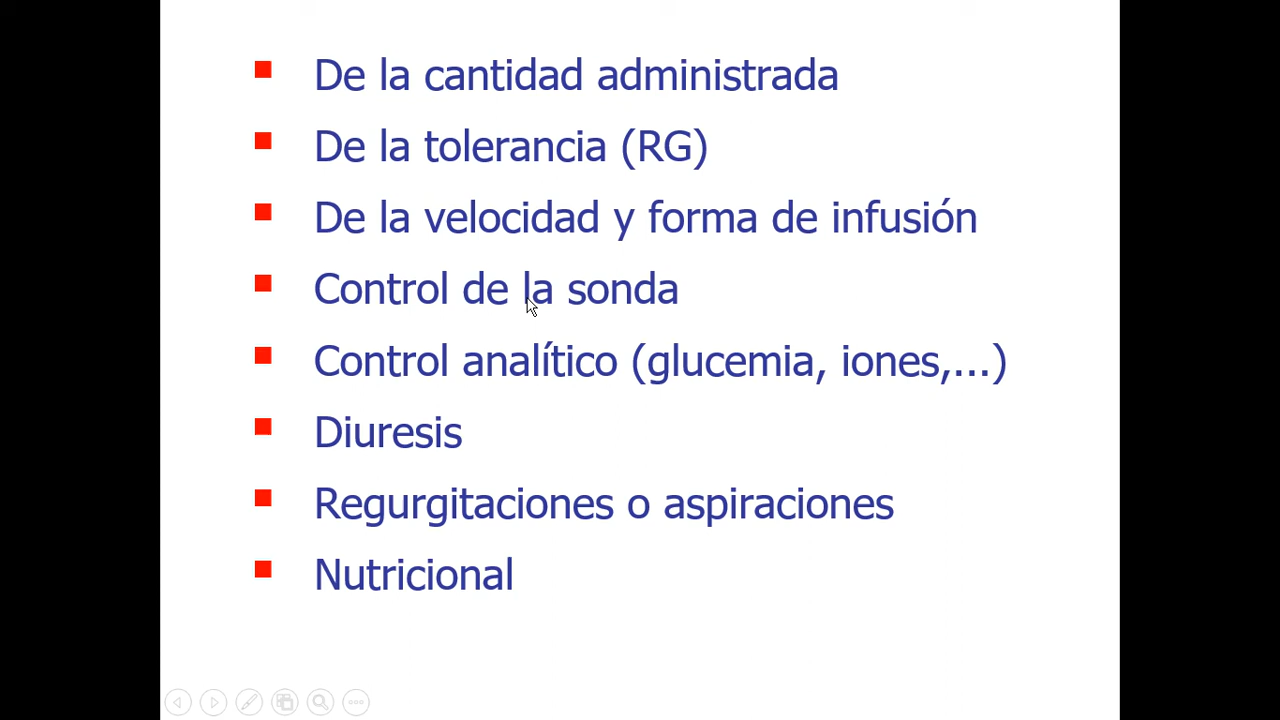 De la cantidad administrada
De la tolerancia (RG)
De la velocidad y forma de infusión
Control de la sonda
Control analítico (glucemia, iones,...)
Diuresis
Regurgitaciones o aspiraciones
Nutricional